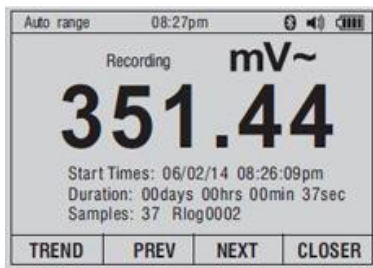 Auto range 08:27pm
Recording mV~
351.44
Start Times: 06/02/14 08:26:09pm
Duration: 00days 00hrs 00min 37sec
Samples: 37 Rlog0002
TREND PREV NEXT CLOSER